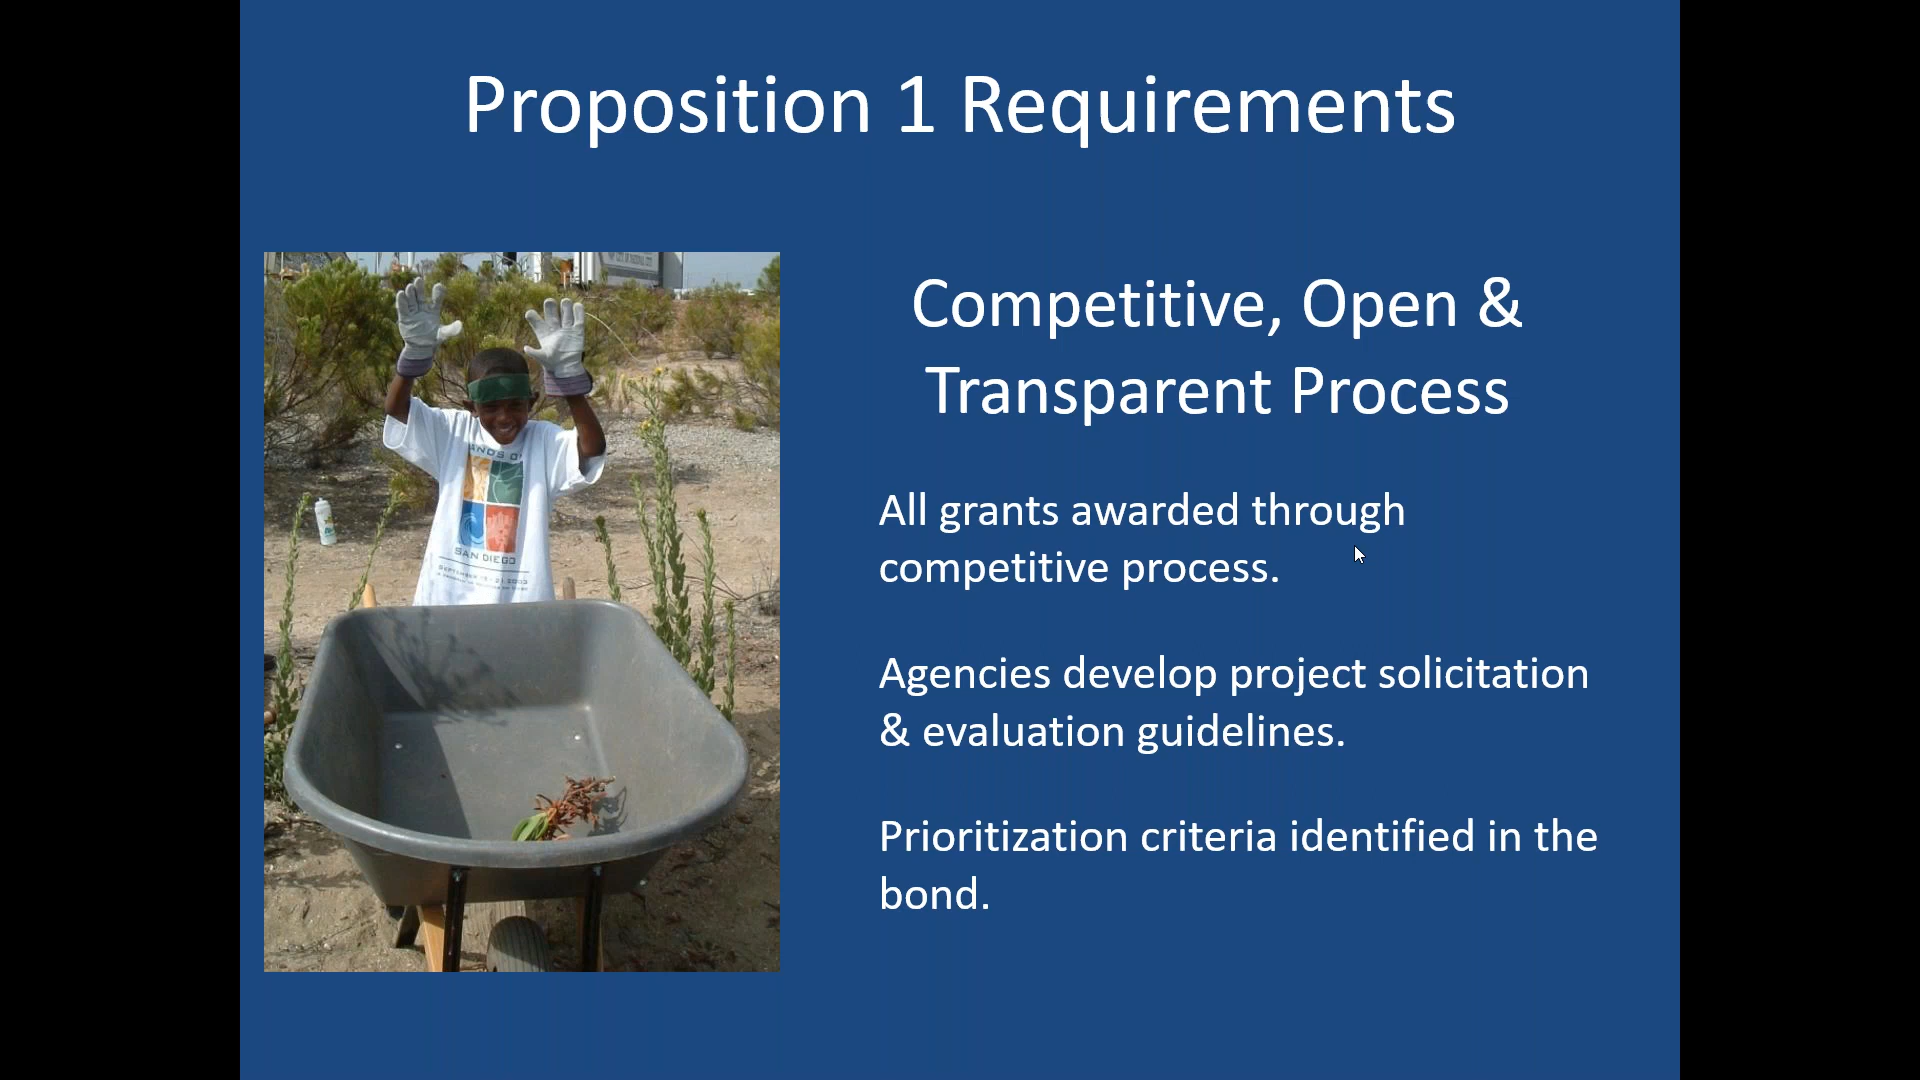 Proposition 1 Requirements
Competitive, Open &
Transparent Process
All grants awarded through
competitive process.
Agencies develop project solicitation
& evaluation guidelines.
Prioritization criteria identified in the
bond.
SAN DIEGO